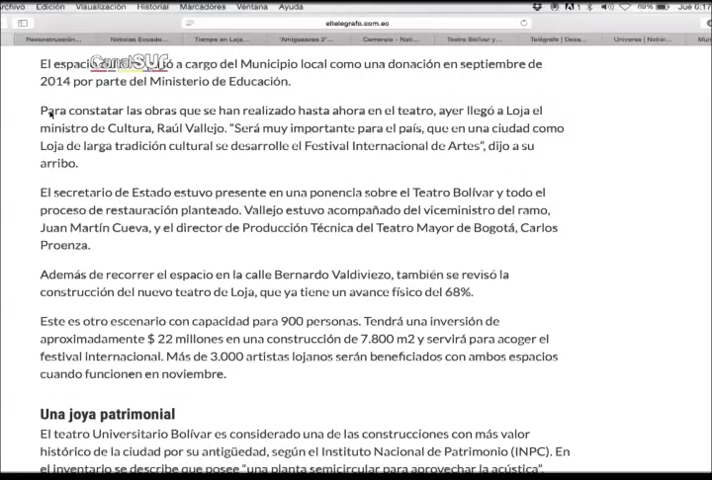 Archivo Edición Visualización Historial Marcadores Ventana Ayuda
89% Jue 6:17
eltelegrafo.com.ec
Noticias Ecuado... Tiempo en Loja... "Amigasaras 2"... Teatro Bolívar y... Telégrafo | Desa... Universo | Notici...
El espacio a cargo del Municipio local como una donación en septiembre de
CanalSUR
2014 por parte del Ministerio de Educación.
Para constatar las obras que se han realizado hasta ahora en el teatro, ayer llegó a Loja el
ministro de Cultura, Raúl Vallejo. “Será muy importante para el país, que en una ciudad como
Loja de larga tradición cultural se desarrolle el Festival Internacional de Artes”, dijo a su
arribo.
El secretario de Estado estuvo presente en una ponencia sobre el Teatro Bolívar y todo el
proceso de restauración planteado. Vallejo estuvo acompañado del viceministro del ramo,
Juan Martín Cueva, y el director de Producción Técnica del Teatro Mayor de Bogotá, Carlos
Proenza.
Además de recorrer el espacio en la calle Bernardo Valdiviezo, también se revisó la
construcción del nuevo teatro de Loja, que ya tiene un avance físico del 68%.
Este es otro escenario con capacidad para 900 personas. Tendrá una inversión de
aproximadamente $ 22 millones en una construcción de 7.800 m2 y servirá para acoger el
festival internacional. Más de 3.000 artistas lojanos serán beneficiados con ambos espacios
cuando funcionen en noviembre.
Una joya patrimonial
El teatro Universitario Bolívar es considerado una de las construcciones con más valor
histórico de la ciudad por su antigüedad, según el Instituto Nacional de Patrimonio (INPC). En
el inventario se describe que posee “una planta semicircular para aprovechar la acústica”.